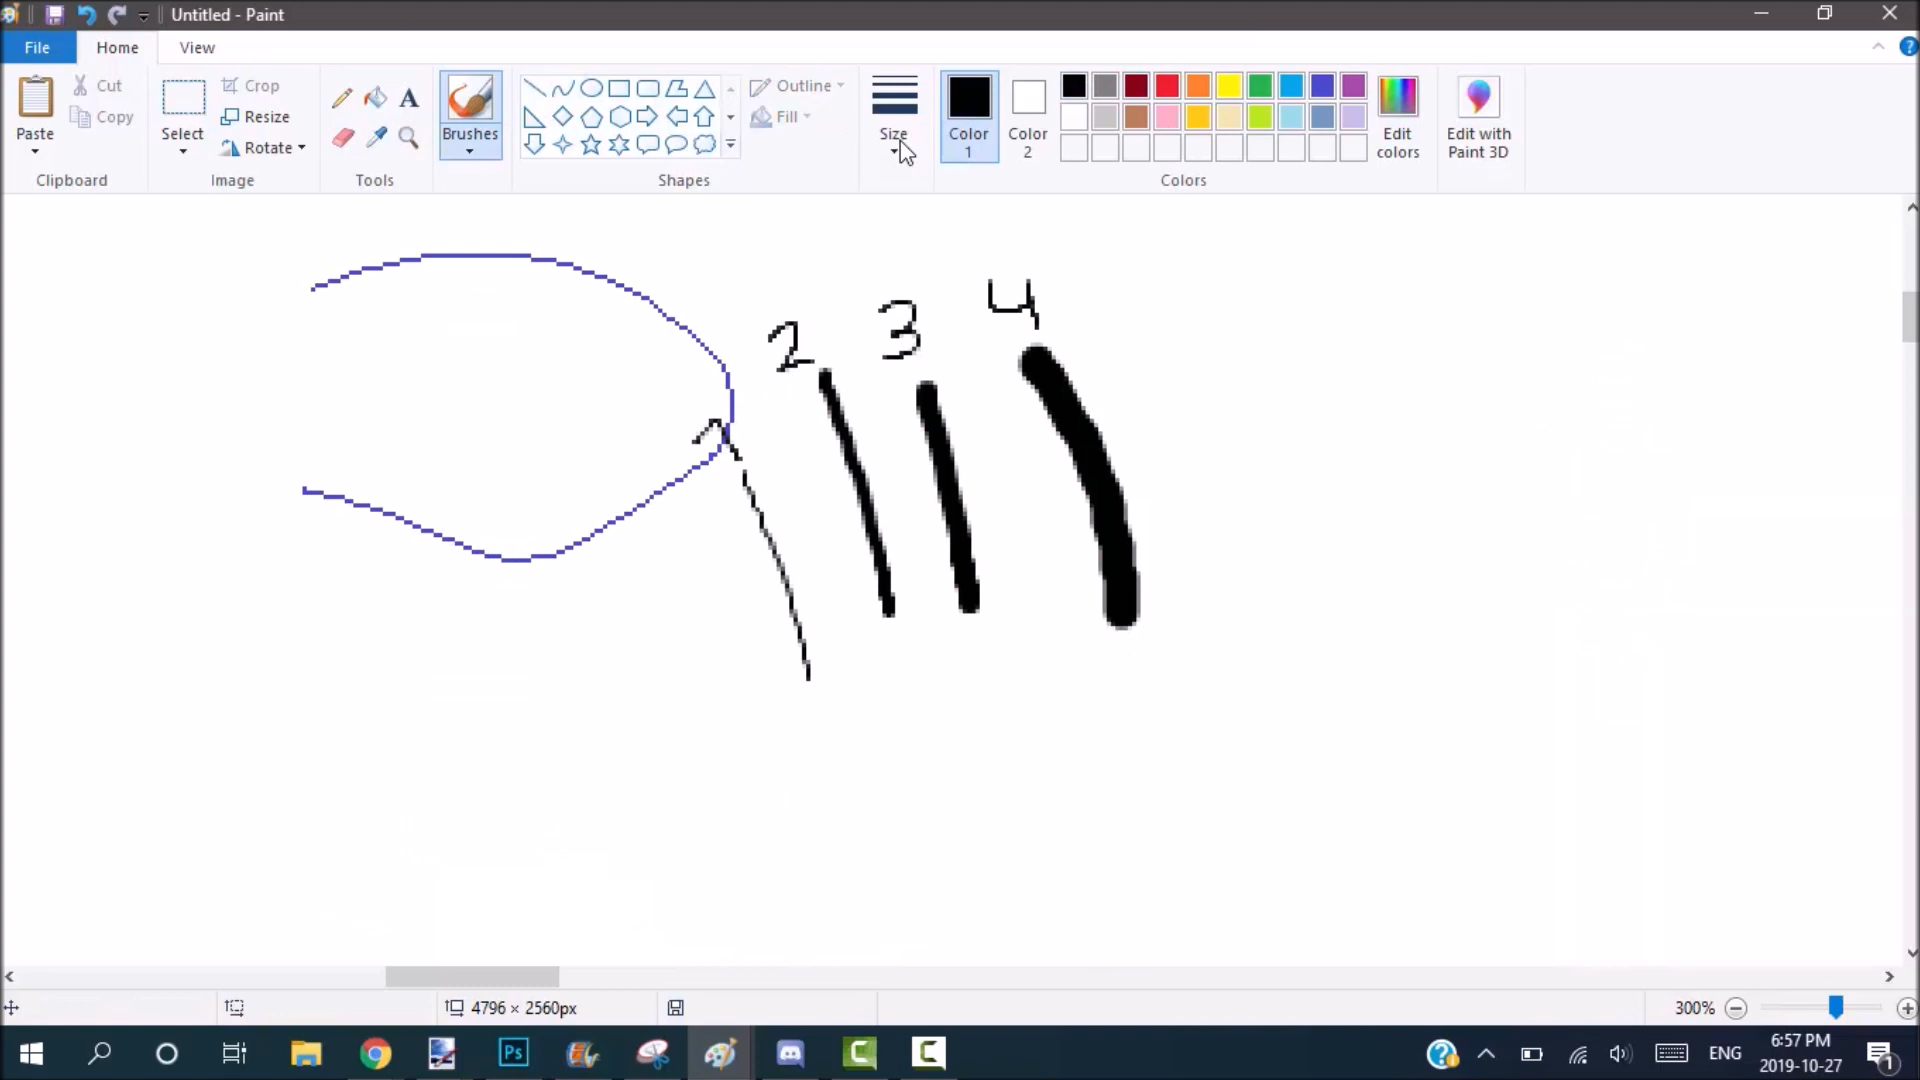 Untitled - Paint
File Home View
Paste
Cut
Copy
Clipboard
Select
Crop
Resize
Rotate
Image
A
Tools
Brushes
Outline
Fill
Shapes
Size
Color 1
Color 2
Edit colors
Colors
Edit with Paint 3D
?
1 2 3 4
4796 × 2560px
300%
Ps
ENG
6:57 PM
2019-10-27
1